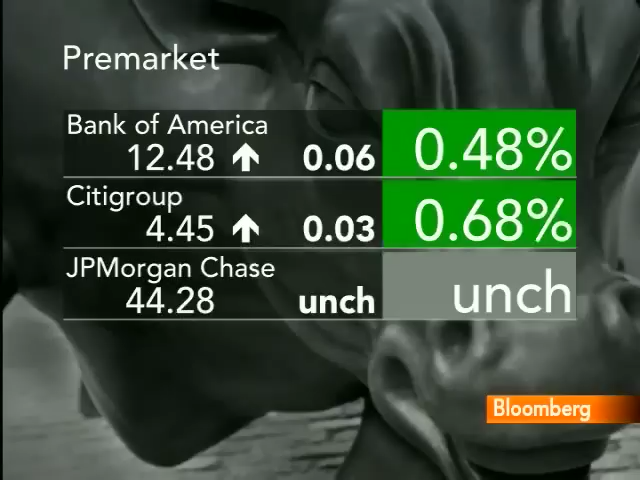 Premarket
Bank of America
12.48 ↑ 0.06 0.48%
Citigroup
4.45 ↑ 0.03 0.68%
JPMorgan Chase
44.28 unch unch
Bloomberg